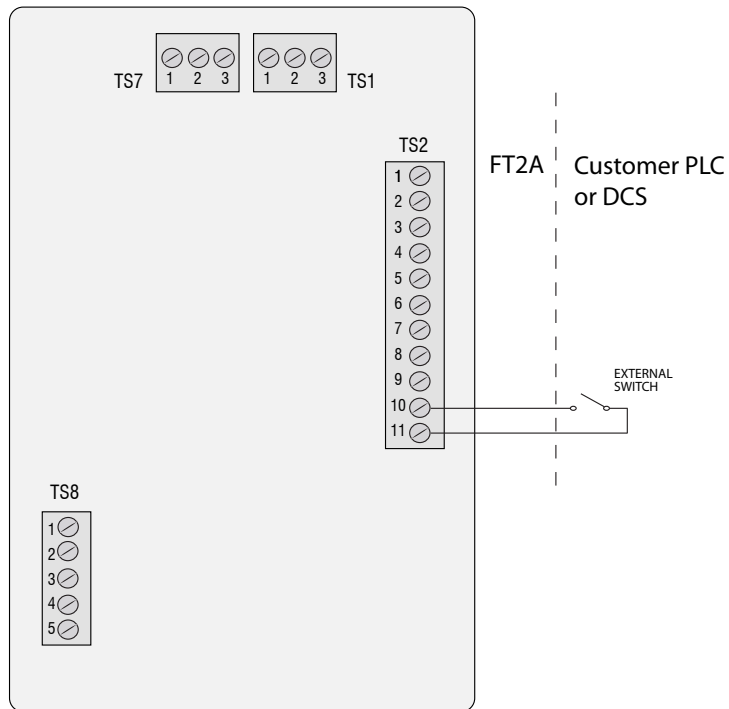 TS7
1 2 3
1 2 3
TS1
TS2
1
2
3
4
5
6
7
8
9
10
11
FT2A
Customer PLC
or DCS
EXTERNAL
SWITCH
TS8
1
2
3
4
5